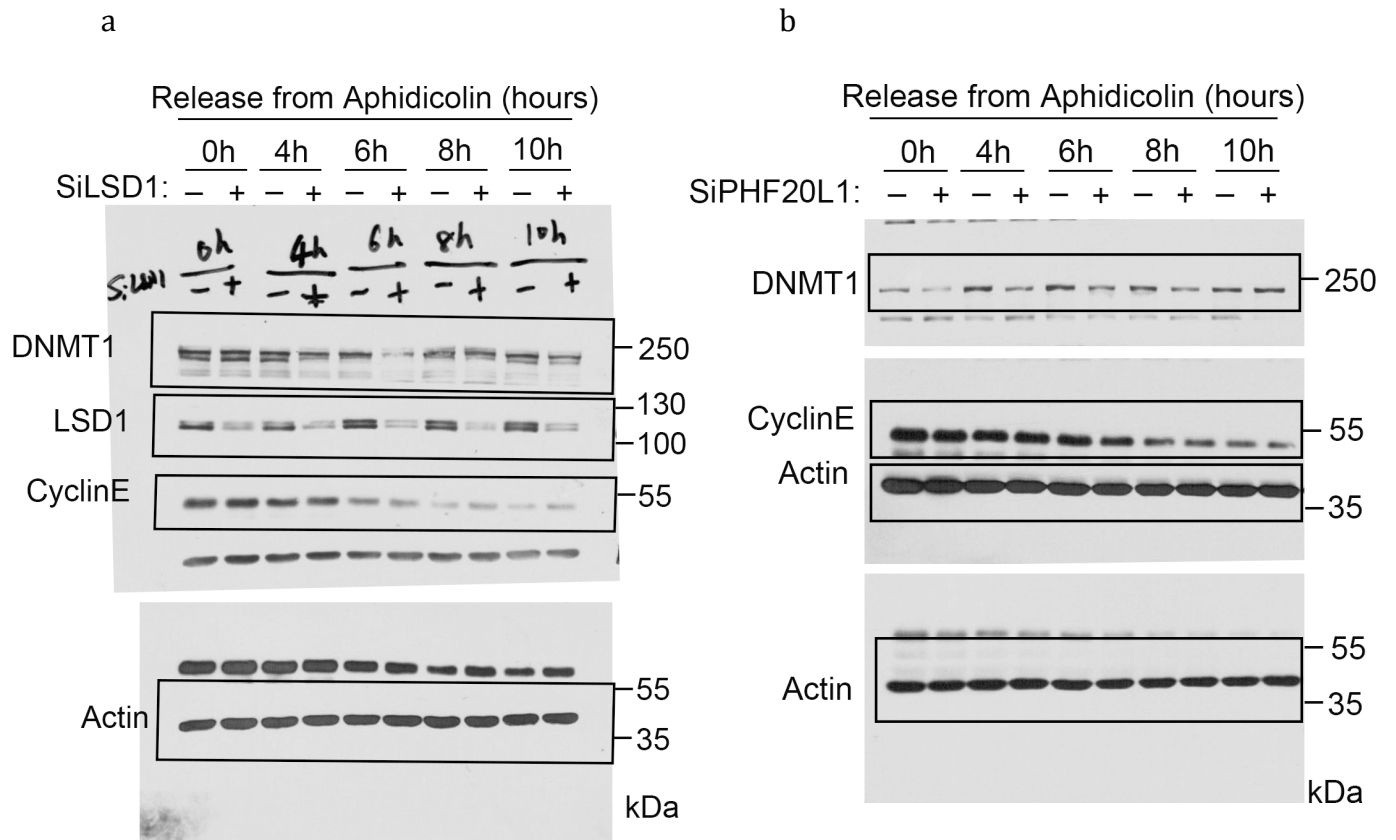 a
Release from Aphidicolin (hours)
0h 4h 6h 8h 10h
SiLSD1: – + – + – + – + – +
0h 4h 6h 8h 10h
SiLSD1 – + – + – + – + – +
DNMT1
250
LSD1
130
100
CyclinE
55
Actin
55
35
kDa
b
Release from Aphidicolin (hours)
0h 4h 6h 8h 10h
SiPHF20L1: – + – + – + – + – +
DNMT1
250
CyclinE
55
Actin
35
Actin
55
35
kDa